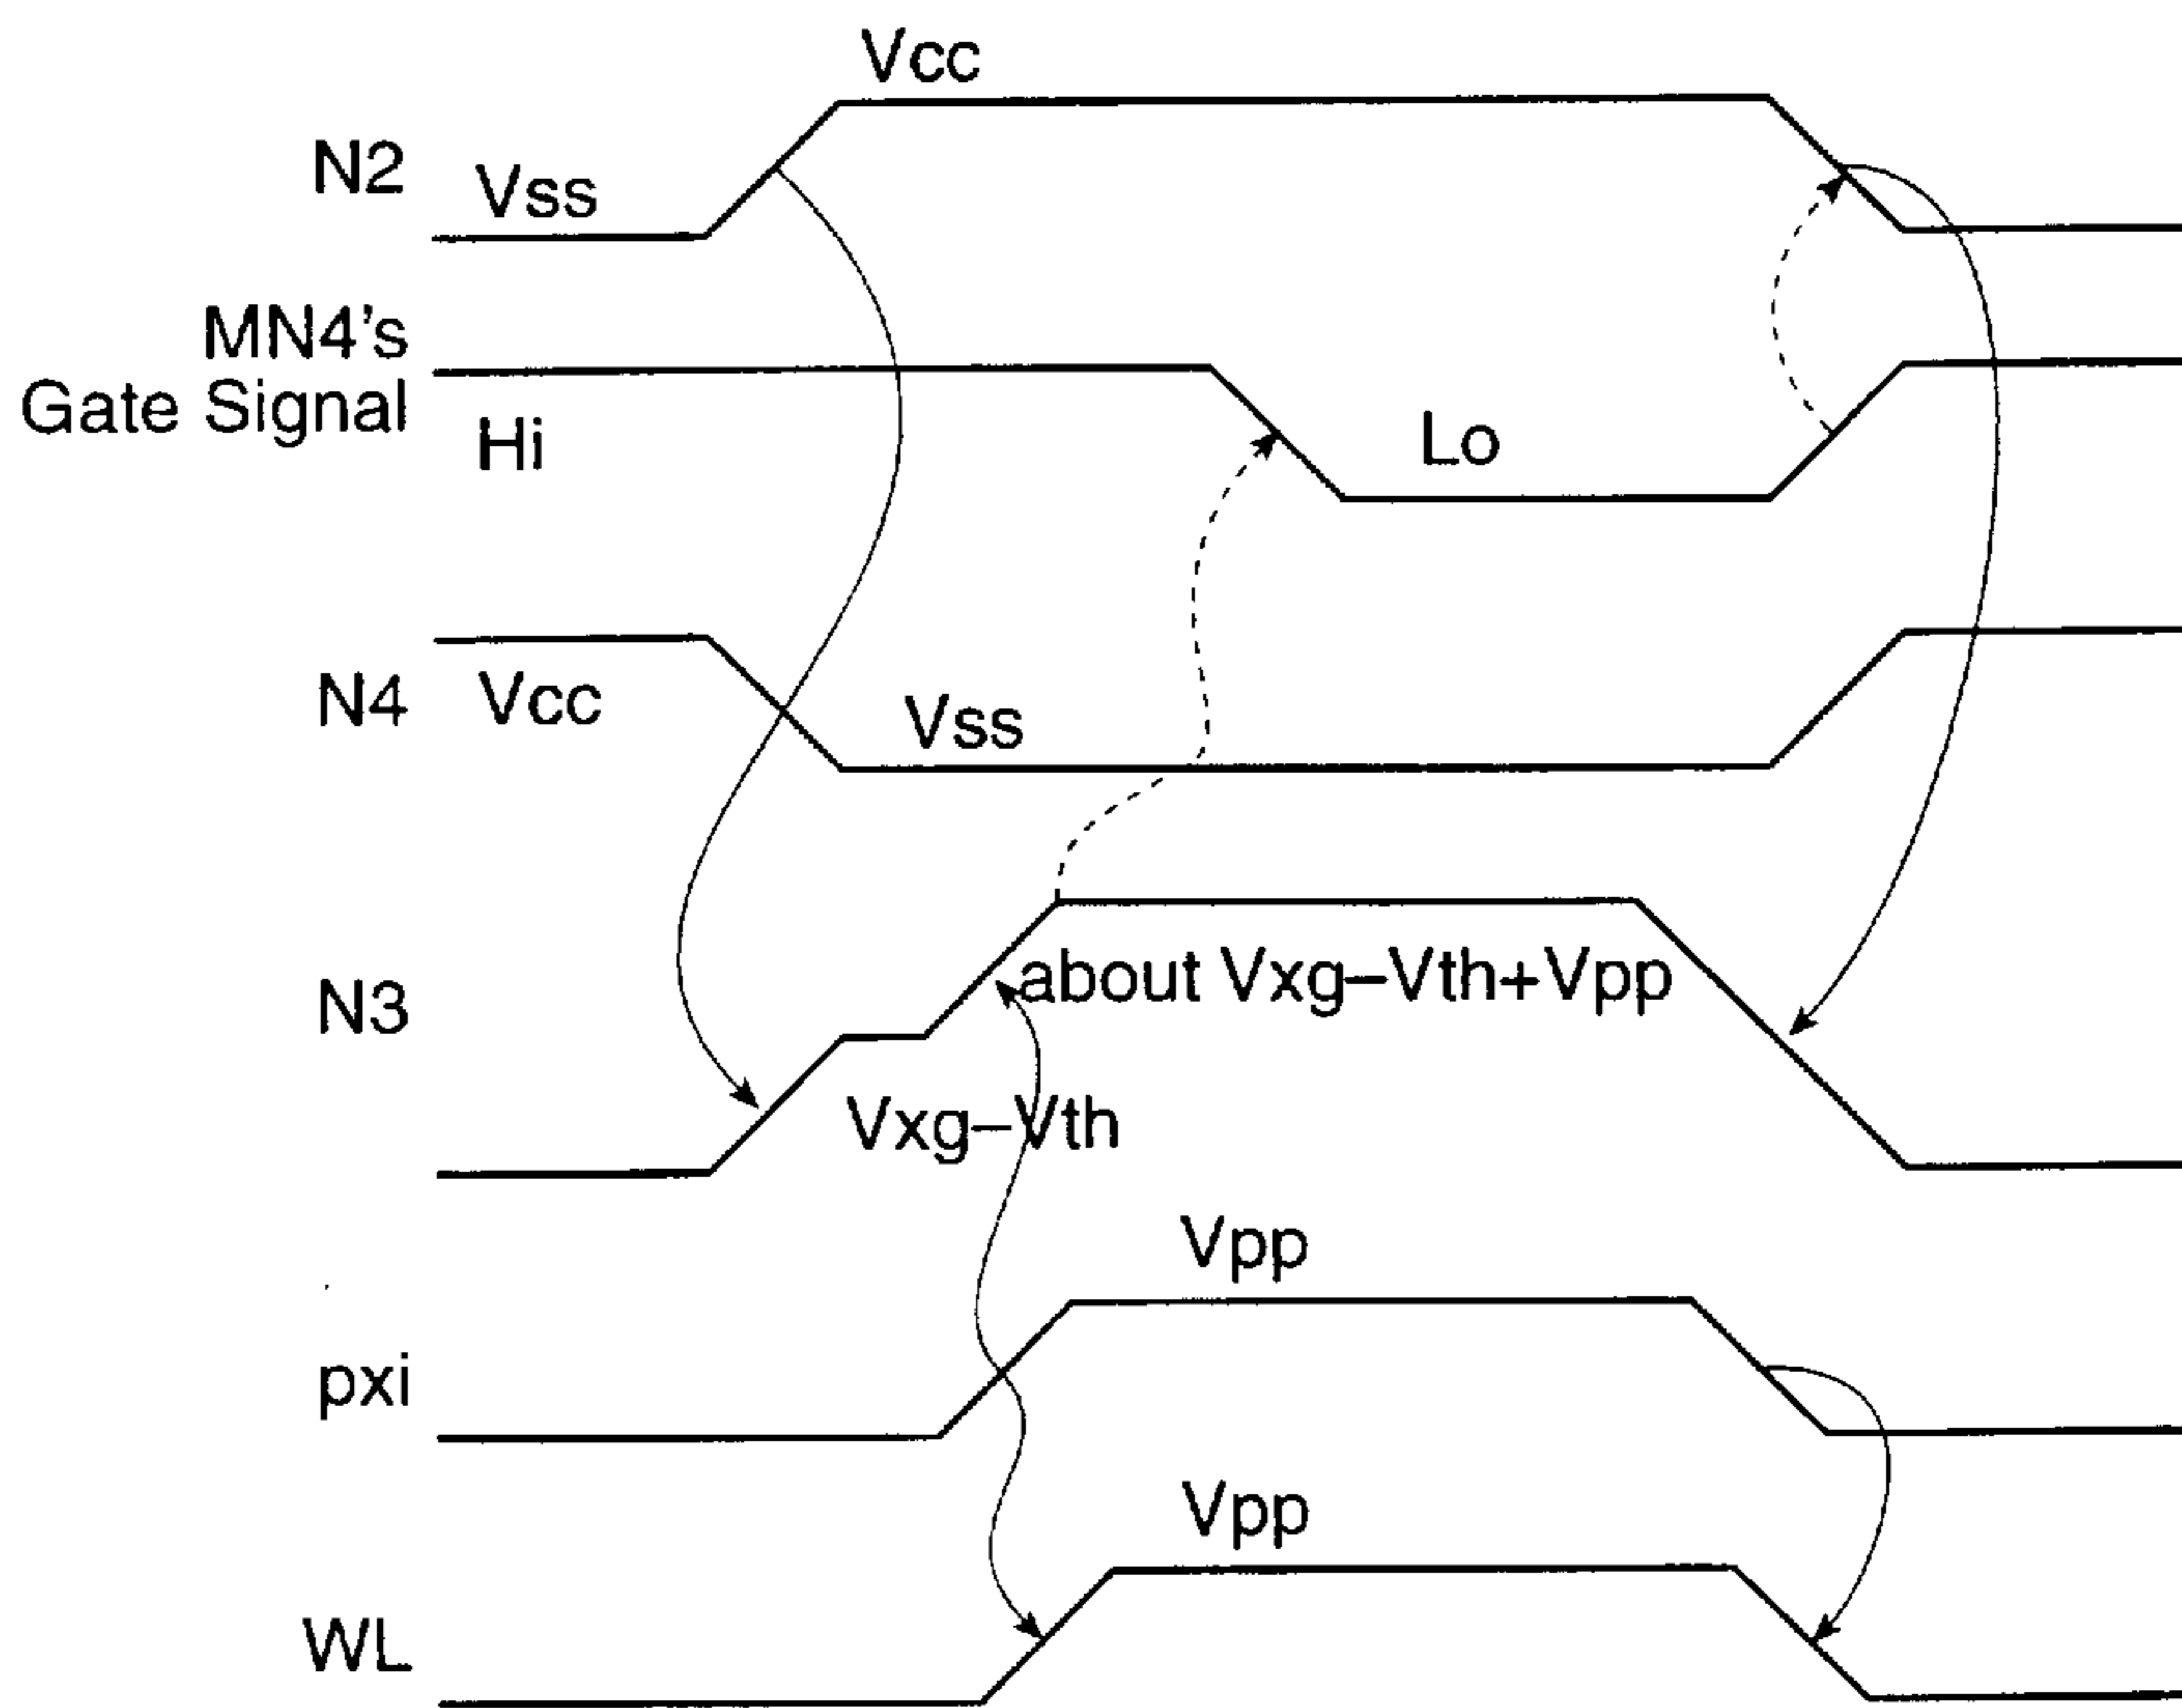 Vcc
N2
Vss
MN4's
Gate Signal
Hi
Lo
N4
Vcc
Vss
N3
about Vxg–Vth+Vpp
Vxg–Vth
Vpp
pxi
Vpp
WL